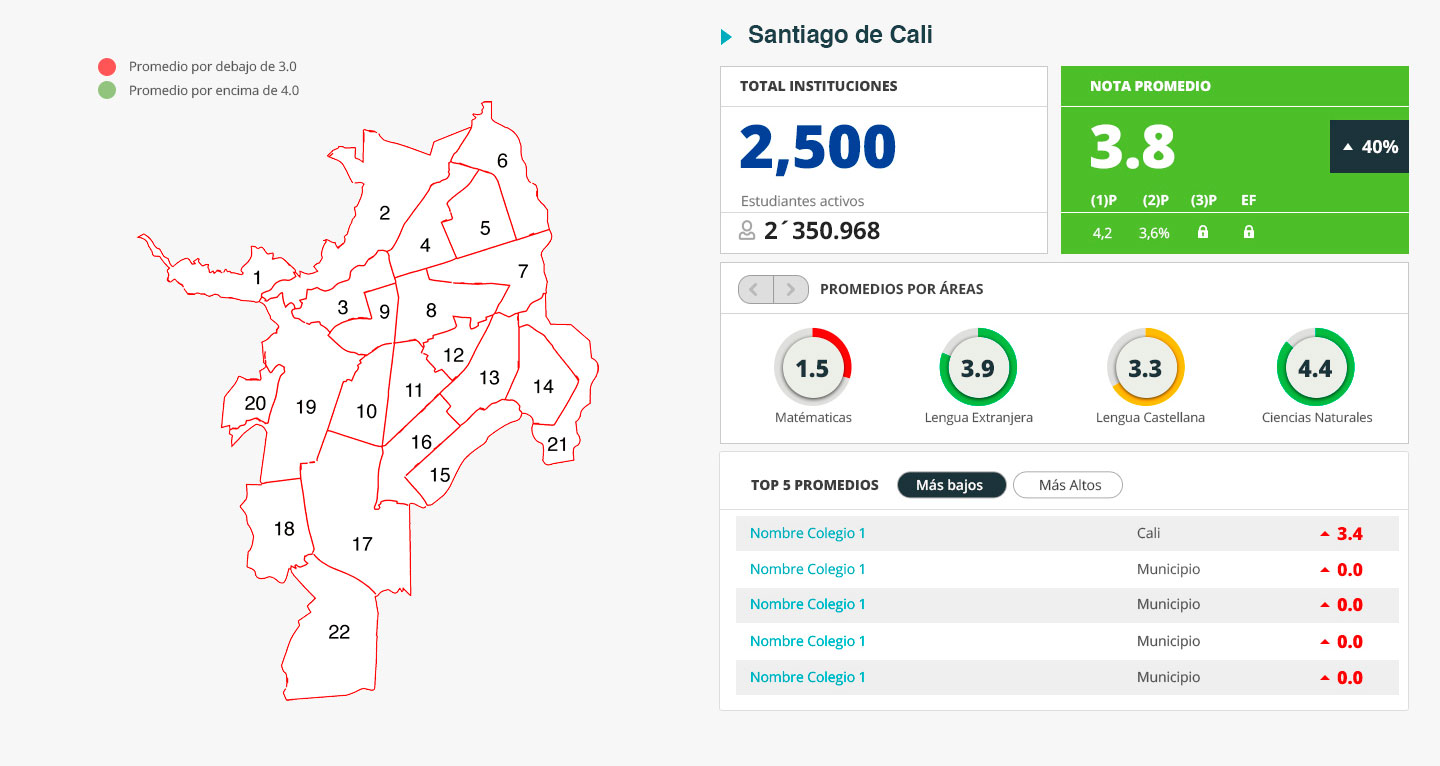 Promedio por debajo de 3.0
Promedio por encima de 4.0
6
2
5
4
1
7
3
9
8
12
13
14
11
20
19
10
16
21
15
18
17
22
Santiago de Cali
TOTAL INSTITUCIONES
2,500
Estudiantes activos
2´350.968
NOTA PROMEDIO
3.8
40%
(1)P (2)P (3)P EF
4,2 3,6%
PROMEDIOS POR ÁREAS
1.5 3.9 3.3 4.4
Matématicas Lengua Extranjera Lengua Castellana Ciencias Naturales
TOP 5 PROMEDIOS Más bajos Más Altos
Nombre Colegio 1 Cali 3.4
Nombre Colegio 1 Municipio 0.0
Nombre Colegio 1 Municipio 0.0
Nombre Colegio 1 Municipio 0.0
Nombre Colegio 1 Municipio 0.0